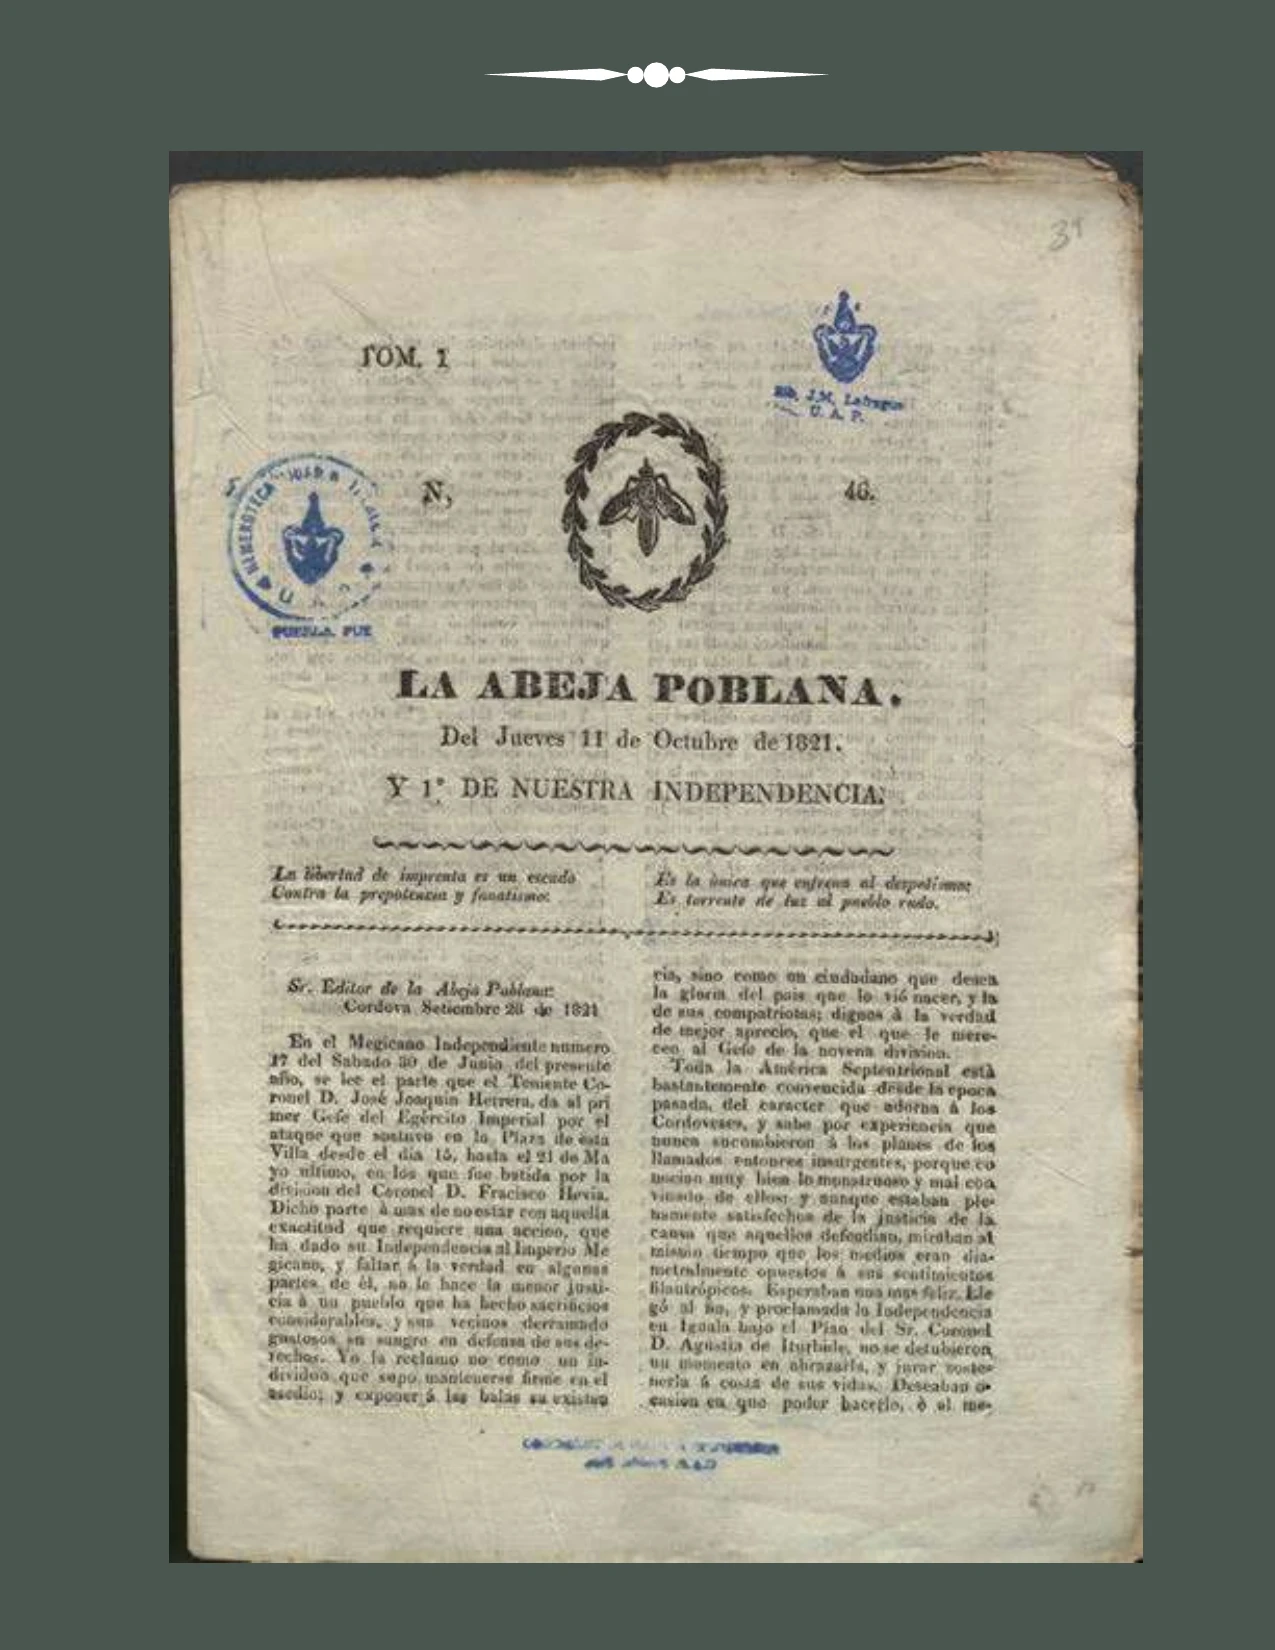 TOM. 1
Bib. J.M. Lafragua
U. A. P.
N, 46.
HEMEROTECA JUAN N.
PUEBLA, PUE
LA ABEJA POBLANA.
Del Jueves 11 de Octubre de 1821.
Y 1° DE NUESTRA INDEPENDENCIA.
La libertad de imprenta es un escudo
Contra la prepotencia y fanatismo:
Es la única que enfrena al despotismo;
Es torrente de luz al pueblo rudo.
Sr. Editor de la Abeja Poblana:
Cordova Setiembre 28 de 1821
En el Megicano Independiente numero
17 del Sabado 30 de Junio del presente
año, se lee el parte que el Teniente Co-
ronel D. José Joaquin Herrera, da al pri
mer Gefe del Egército Imperial por el
ataque que sostuvo en la Plaza de esta
Villa desde el dia 15, hasta el 21 de Ma
yo ultimo, en los que fue batida por la
division del Coronel D. Fracisco Hevia.
Dicho parte á mas de no estar con aquella
exactitud que requiere una accion, que
ha dado su Independencia al Imperio Me
gicano, y faltar á la verdad en algunas
partes de él, no le hace la menor justi-
cia á un pueblo que ha hecho sacrificios
considerables, y sus vecinos derramado
gustosos su sangre en defensa de sus de-
rechos. Yo la reclamo no como un in-
dividuo que supo mantenerse firme en el
asedio; y exponer á las balas su existen
cia, sino como un ciudadano que desea
la gloria del pais que lo vió nacer, y la
de sus compatriotas; dignos á la verdad
de mejor aprecio, que el que le mere-
ceo al Gefe de la novena division.
Toda la América Septentrional está
bastantemente convencida desde la epoca
pasada, del caracter que adorna á los
Cordoveses, y sabe por experiencia que
nunca sucumbieron á los planes de los
llamados entonces insurgentes, porque co
nocian muy bien lo monstruoso y mal con
vinado de ellos; y aunque estaban ple-
namente satisfechos de la justicia de la
causa que aquellos defendian, miraban al
mismo tiempo que los medios eran dia-
metralmente opuestos á sus sentimientos
filantrópicos. Esperaban una mas feliz. Lle
gó al fin, y proclamada la Independencia
en Iguala bajo el Plan del Sr. Coronel
D. Agustin de Iturbide, no se detubieron
un momento en abrazarla, y jurar soste-
nerla á costa de sus vidas. Deseaban o-
casion en que poder hacerlo, ó al me-